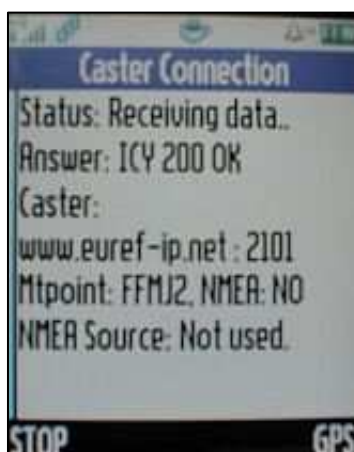 Caster Connection
Status: Receiving data..
Answer: ICY 200 OK
Caster:
www.euref-ip.net : 2101
Mtpoint: FFMJ2, NMEA: NO
NMEA Source: Not used.
STOP GPS